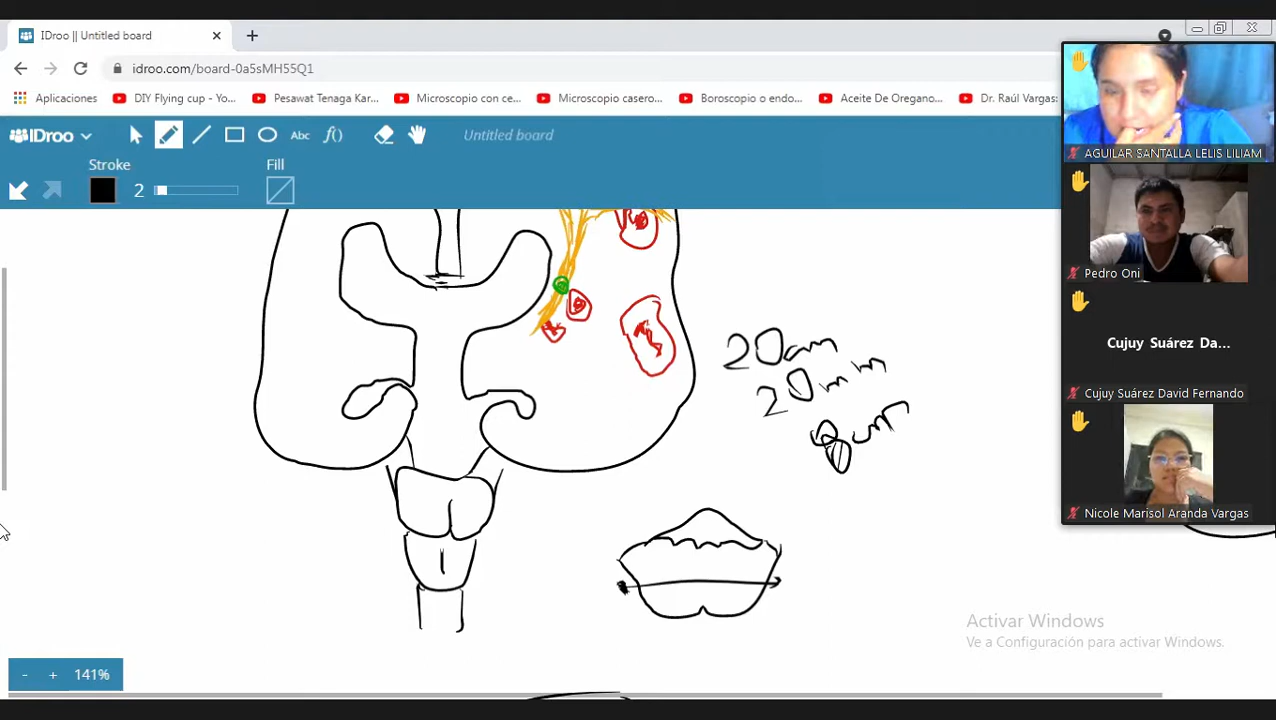 IDroo || Untitled board
idroo.com/board-0a5sMH55Q1
Aplicaciones
DIY Flying cup - Yo...
Pesawat Tenaga Kar...
Microscopio con ce...
Microscopio casero...
Boroscopio o endo...
Aceite De Oregano...
Dr. Raúl Vargas:
IDroo
Abc
f()
Untitled board
Stroke
Fill
2
AGUILAR SANTALLA LELIS LILIAM
Pedro Oni
Cujuy Suárez Da...
Cujuy Suárez David Fernando
Nicole Marisol Aranda Vargas
20cm
20mm
Activar Windows
Ve a Configuración para activar Windows.
- + 141%